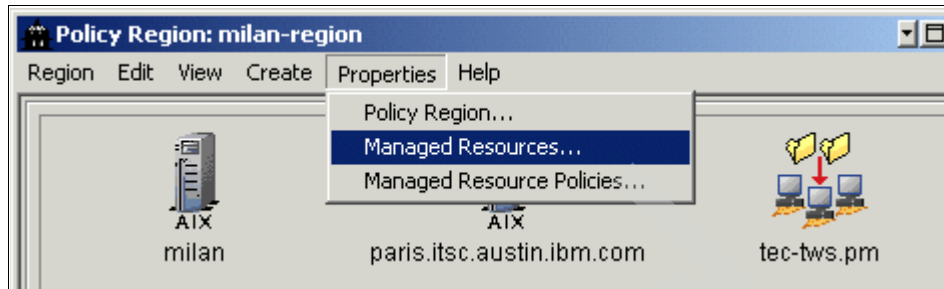 Policy Region: milan-region
Region Edit View Create Properties Help
Policy Region...
Managed Resources...
Managed Resource Policies...
AIX AIX
milan paris.itsc.austin.ibm.com tec-tws.pm